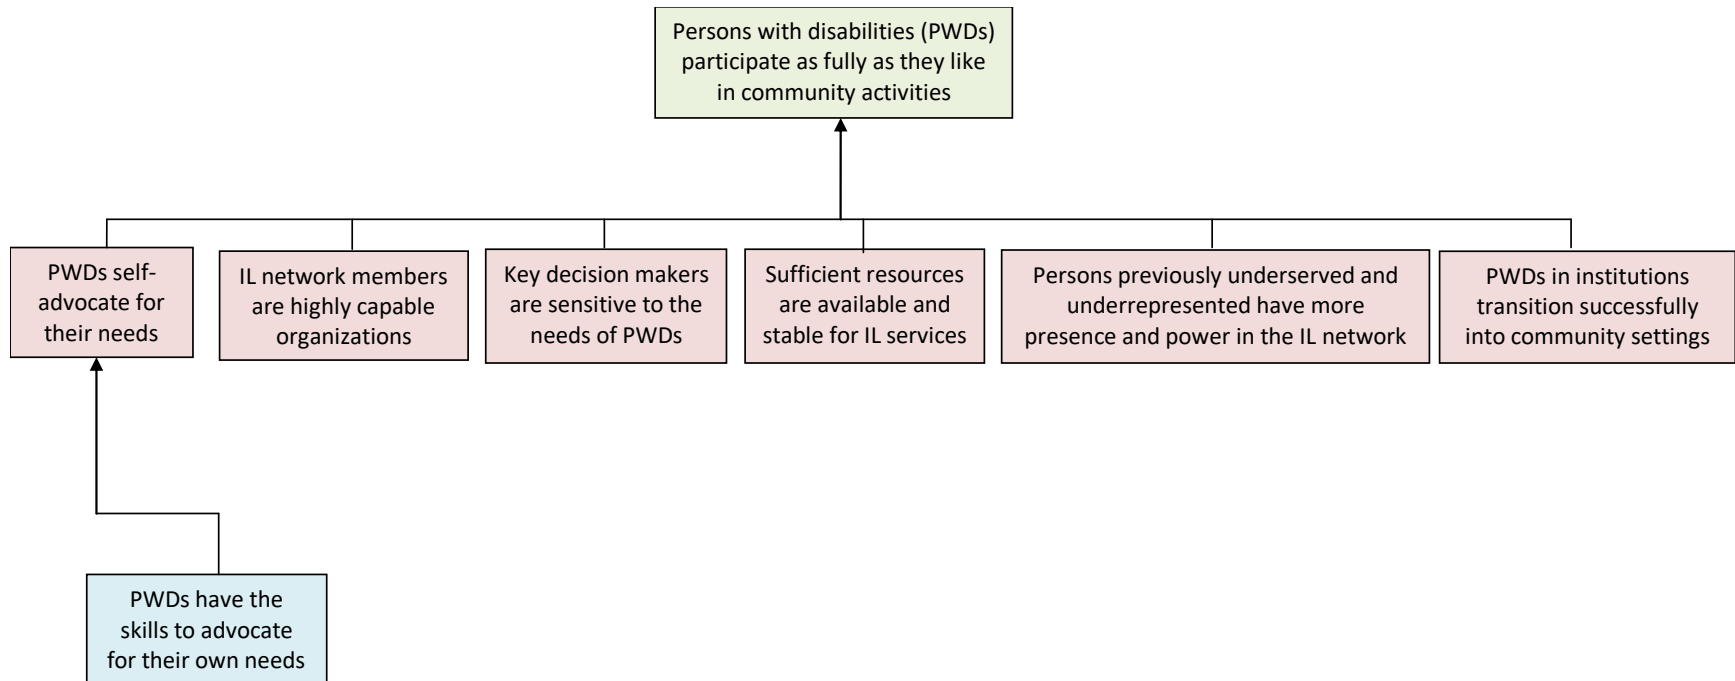 Persons with disabilities (PWDs)
participate as fully as they like
in community activities
PWDs self-
advocate for
their needs
IL network members
are highly capable
organizations
Key decision makers
are sensitive to the
needs of PWDs
Sufficient resources
are available and
stable for IL services
Persons previously underserved and
underrepresented have more
presence and power in the IL network
PWDs in institutions
transition successfully
into community settings
PWDs have the
skills to advocate
for their own needs